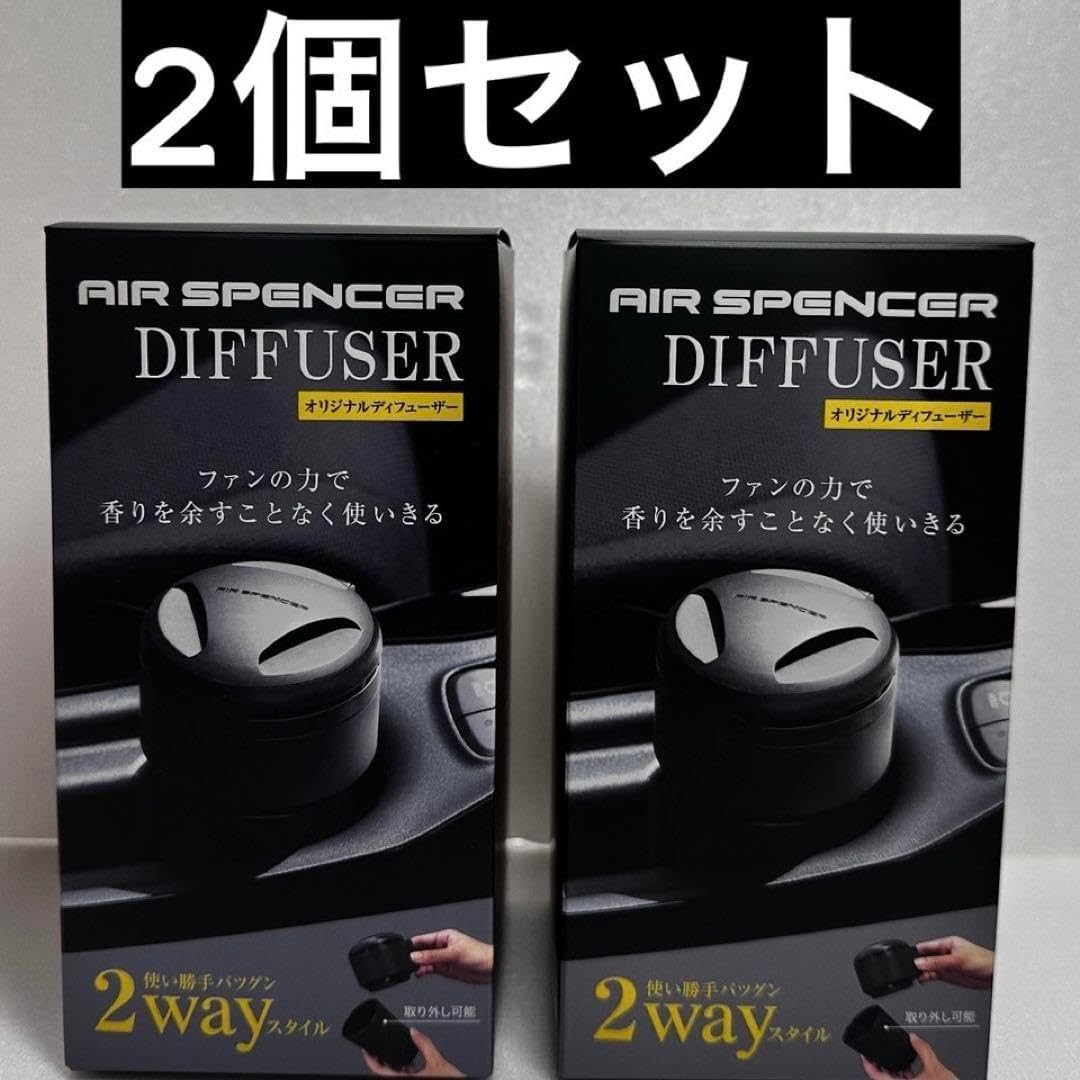 2個セット
AIR SPENCER
DIFFUSER
オリジナルディフューザー
ファンの力で
香りを余すことなく使いきる
AIR SPENCER
使い勝手バツグン
2wayスタイル
取り外し可能
AIR SPENCER
DIFFUSER
オリジナルディフューザー
ファンの力で
香りを余すことなく使いきる
AIR SPENCER
使い勝手バツグン
2wayスタイル
取り外し可能